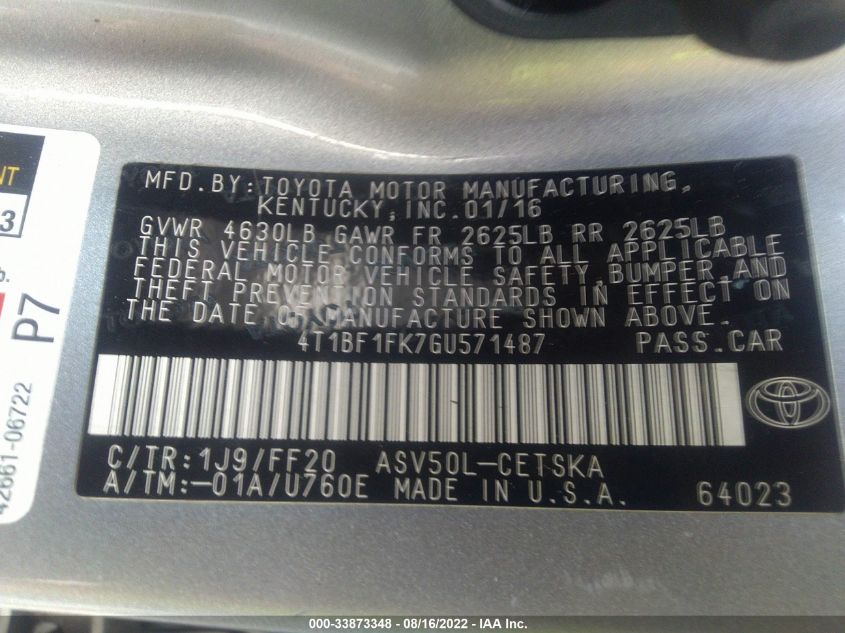 MFD.BY:TOYOTA MOTOR MANUFACTURING,
KENTUCKY,INC.01/16
GVWR 4630LB GAWR FR 2625LB RR 2625LB
THIS VEHICLE CONFORMS TO ALL APPLICABLE
FEDERAL MOTOR VEHICLE SAFETY,BUMPER,AND
THEFT PREVENTION STANDARDS IN EFFECT ON
THE DATE OF MANUFACTURE SHOWN ABOVE.
4T1BF1FK7GU571487 PASS.CAR
C/TR:1J9/FF20 ASV50L-CETSKA
A/TM:-01A/U760E MADE IN U.S.A. 64023
NT
3
P7
42661-06722
000-33873348 - 08/16/2022 - IAA Inc.